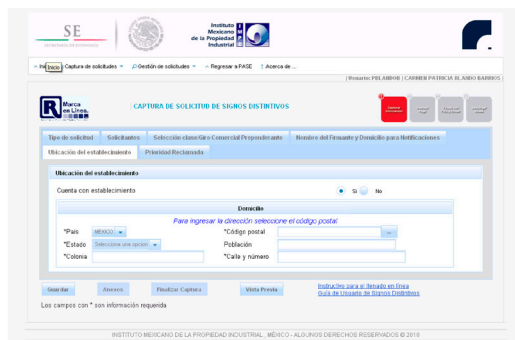 SE
SECRETARÍA DE ECONOMÍA
Instituto
Mexicano
de la Propiedad
Industrial
Inicio Captura de solicitudes Gestión de solicitudes Regresar a PASE Acerca de ...
Marca
en Línea.
CAPTURA DE SOLICITUD DE SIGNOS DISTINTIVOS
Tipo de solicitud Solicitantes Selección clase/Giro Comercial Preponderante Nombre del Firmante y Domicilio para Notificaciones
Ubicación del establecimiento Prioridad Reclamada
Ubicación del establecimiento
Cuenta con establecimiento Si No
Domicilio
Para ingresar la dirección seleccione el código postal
*País MEXICO *Código postal ...
*Estado Selecciona una opcion Población
*Colonia *Calle y número
Guardar Anexos Finalizar Captura Vista Previa Instructivo para el llenado en línea
Guía de Usuario de Signos Distintivos
Los campos con * son información requerida
INSTITUTO MEXICANO DE LA PROPIEDAD INDUSTRIAL , MÉXICO - ALGUNOS DERECHOS RESERVADOS © 2010